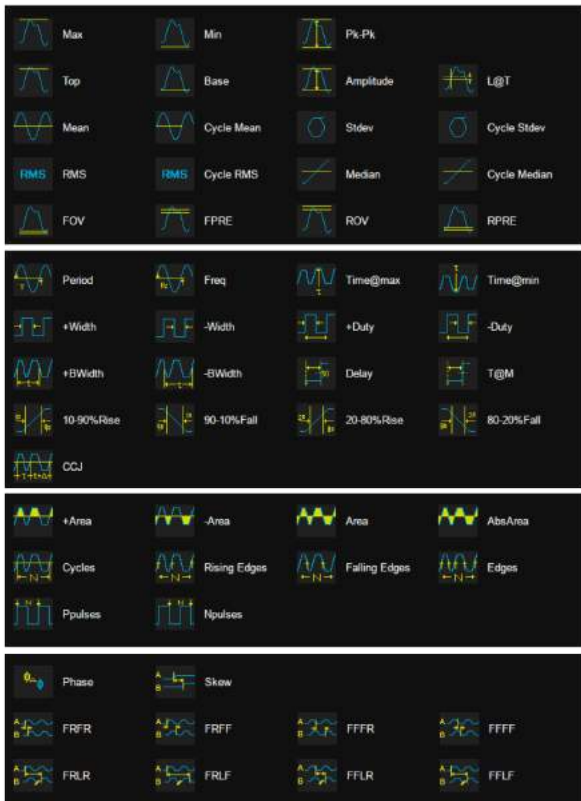 Max Min Pk-Pk
Top Base Amplitude L@T
Mean Cycle Mean Stdev Cycle Stdev
RMS RMS RMS Cycle RMS Median Cycle Median
FOV FPRE ROV RPRE
Period Freq Time@max Time@min
+Width -Width +Duty -Duty
+BWidth -BWidth Delay T@M
10-90%Rise 90-10%Fall 20-80%Rise 80-20%Fall
CCJ
+Area -Area Area AbsArea
N Cycles N Rising Edges N Falling Edges N Edges
N Ppulses N Npulses
Phase A B Skew
A B FRFR A B FRFF A B FFFR A B FFFF
A B FRLR A B FRLF A B FFLR A B FFLF